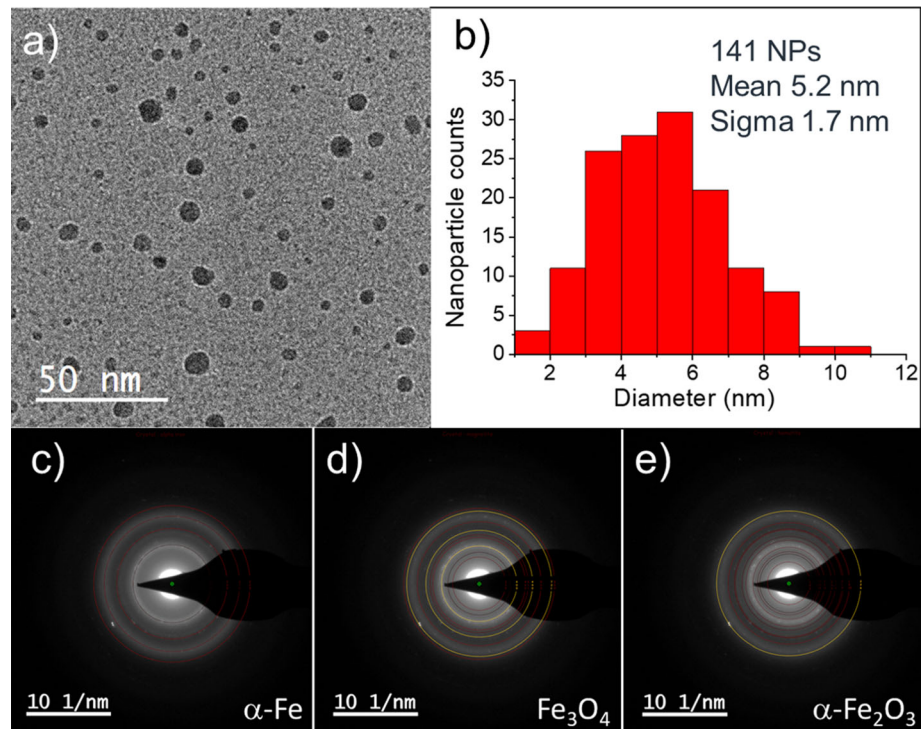 a)
50 nm
b)
141 NPs
Mean 5.2 nm
Sigma 1.7 nm
Nanoparticle counts
35
30
25
20
15
10
5
0
2
4
6
8
10
12
Diameter (nm)
c)
10 1/nm
α-Fe
d)
10 1/nm
Fe₃O₄
e)
10 1/nm
α-Fe₂O₃